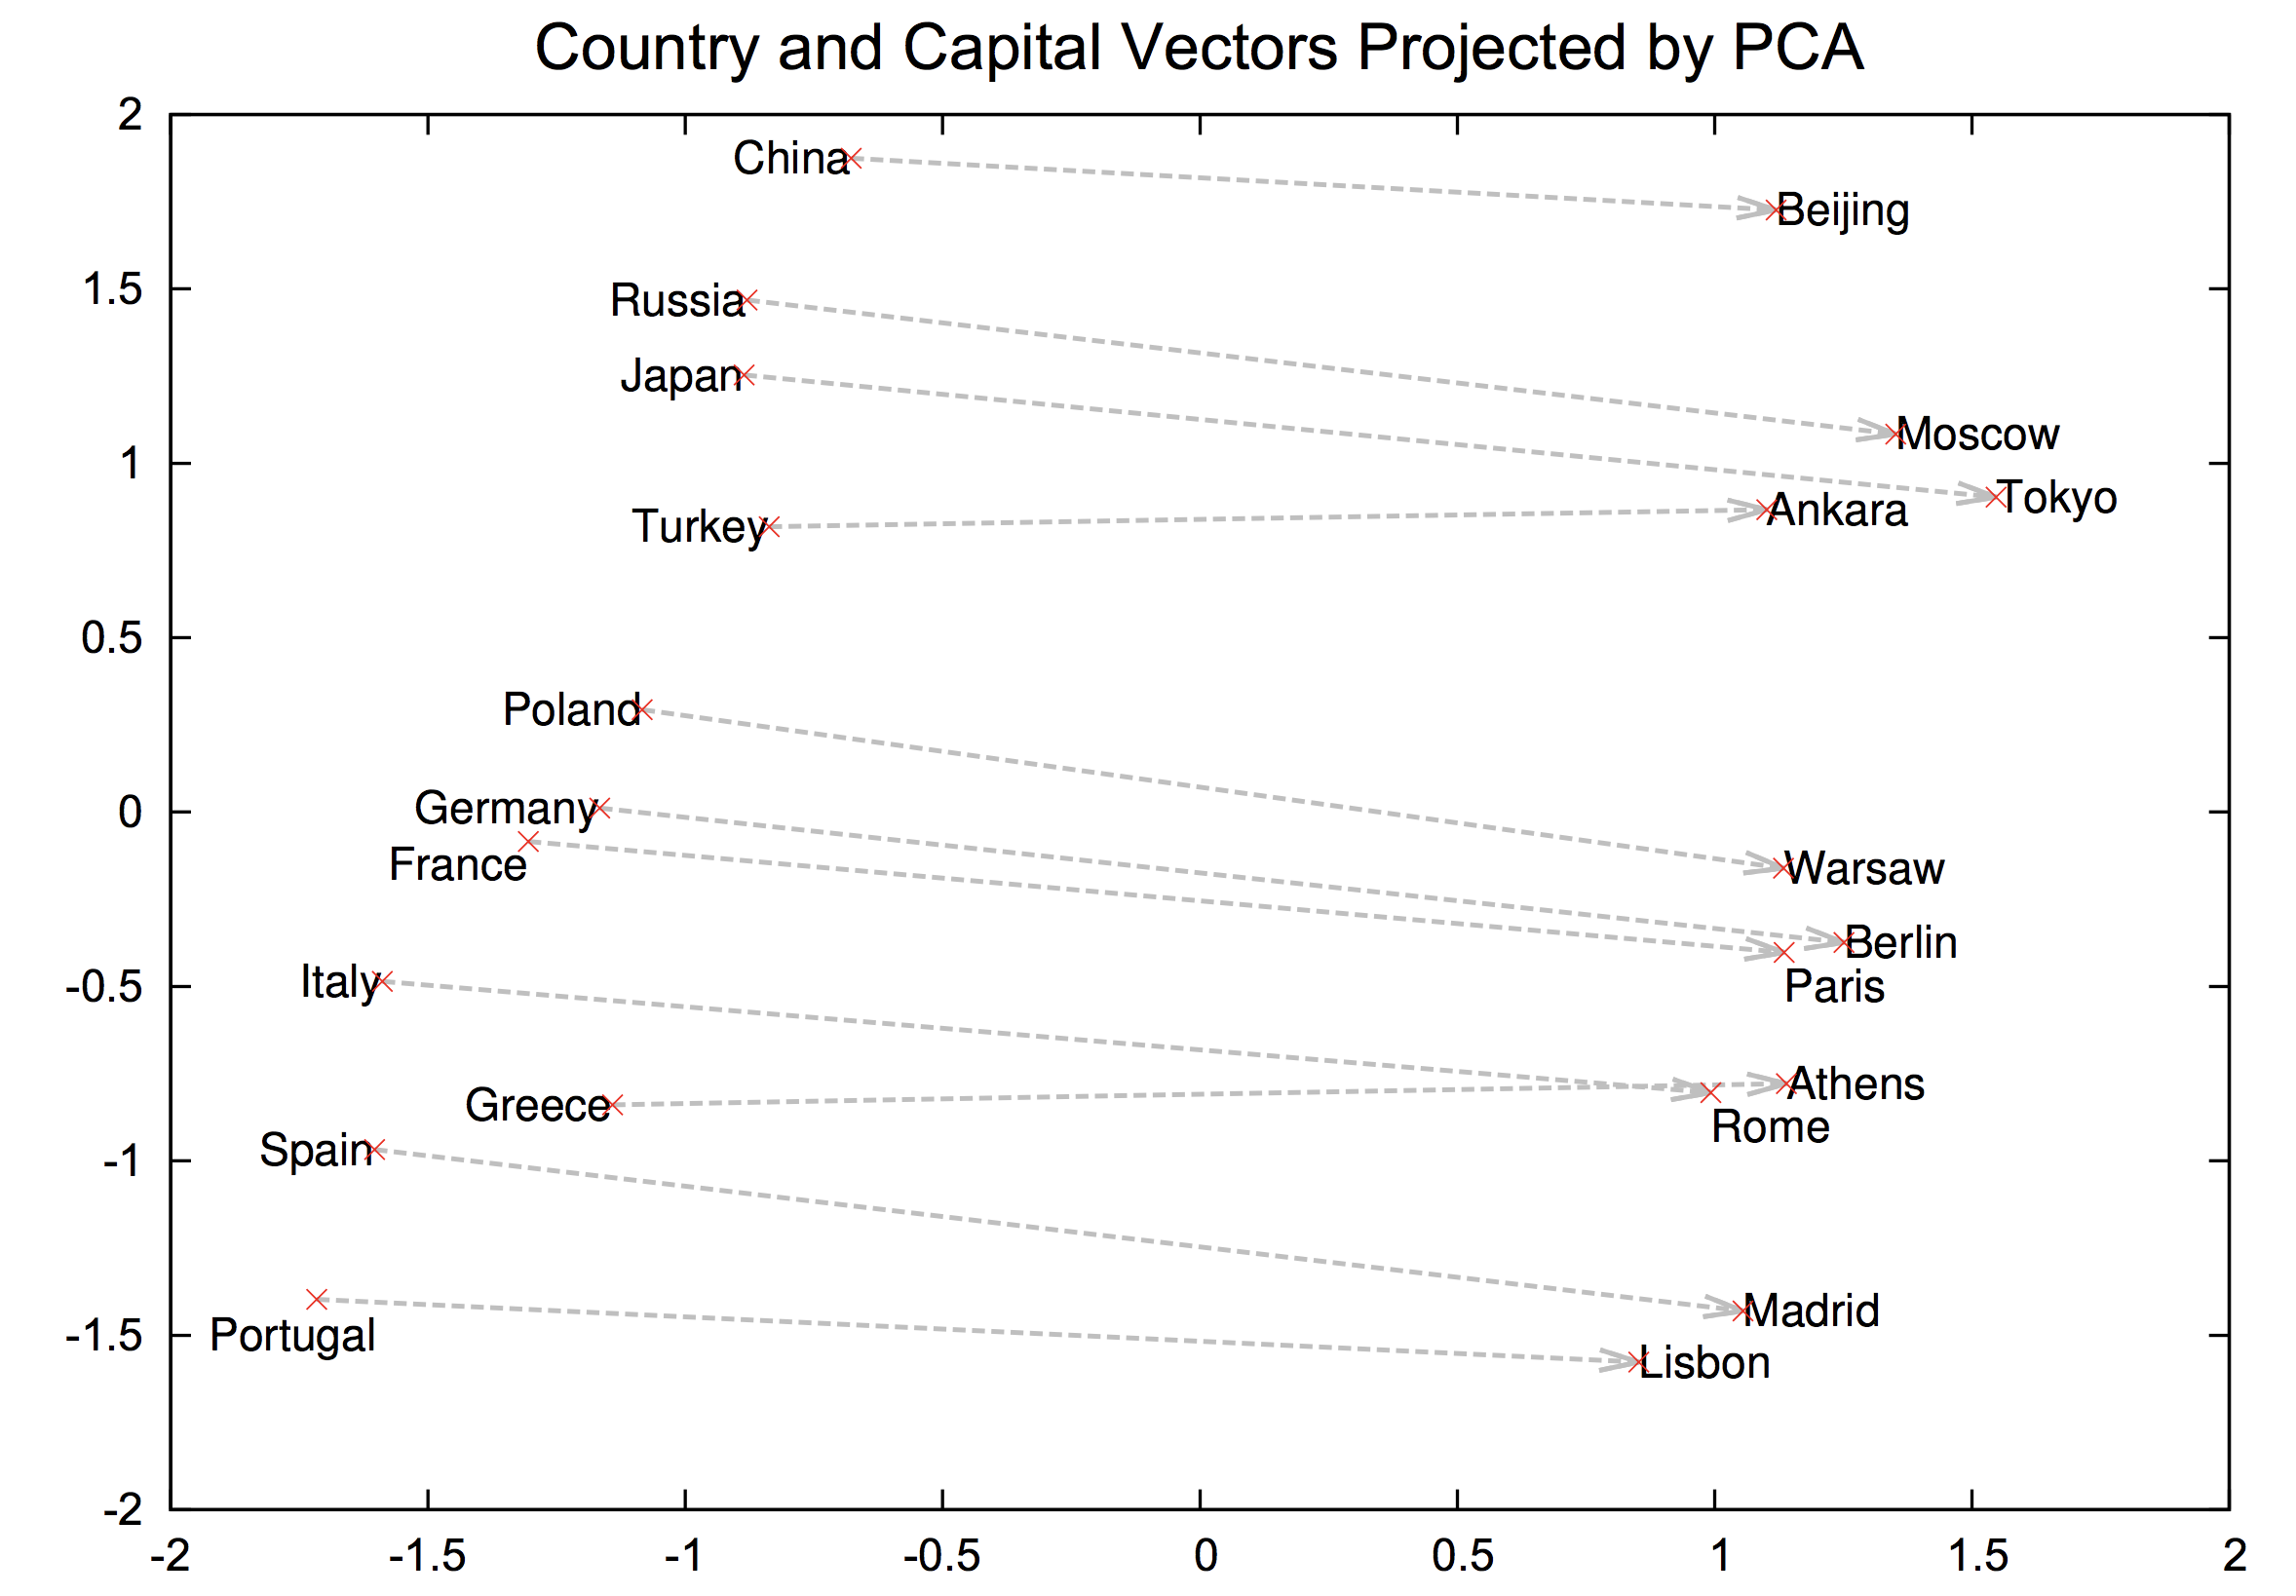 Country and Capital Vectors Projected by PCA
2
China
Beijing
1.5
Russia
Japan
Moscow
1
Tokyo
Ankara
Turkey
0.5
Poland
Germany
0
France
Warsaw
Berlin
Italy
-0.5
Paris
Athens
Greece
Rome
Spain
-1
Madrid
Portugal
-1.5
Lisbon
-2
-2 -1.5 -1 -0.5 0 0.5 1 1.5 2